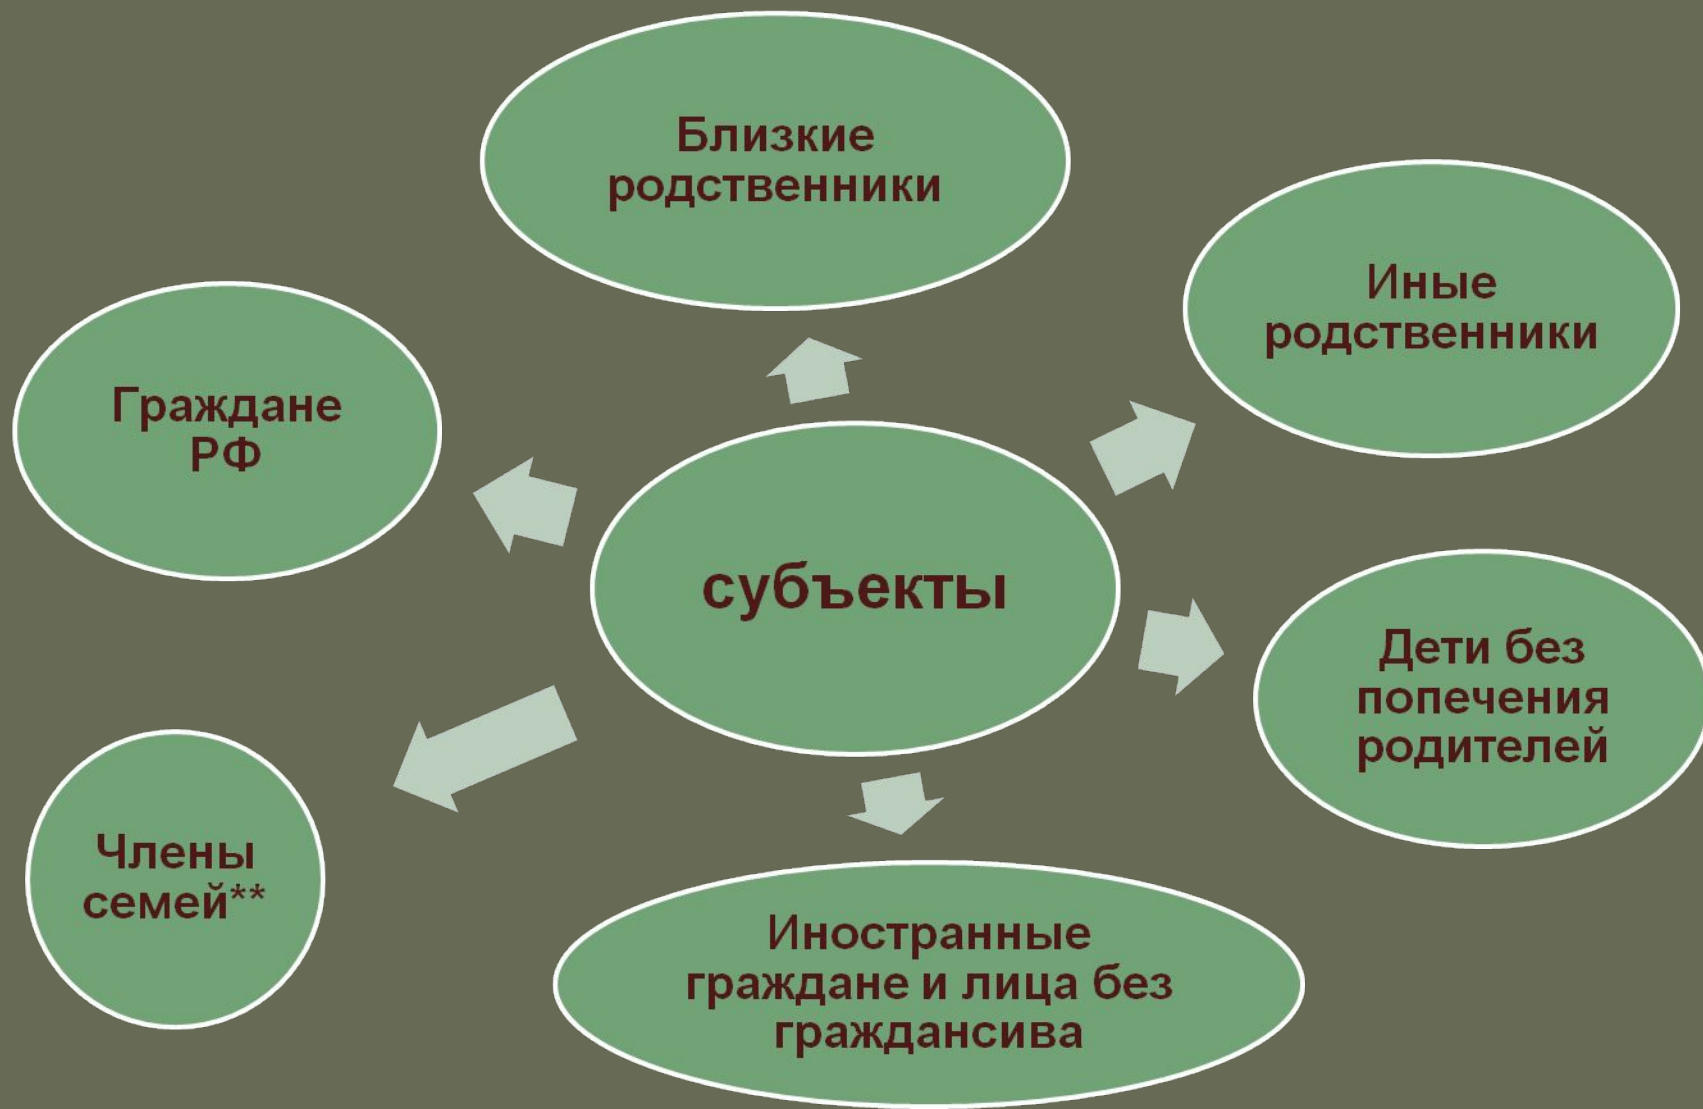 Близкие
родственники
Иные
родственники
Граждане
РФ
субъекты
Дети без
попечения
родителей
Члены
семей**
Иностранные
граждане и лица без
граждансива